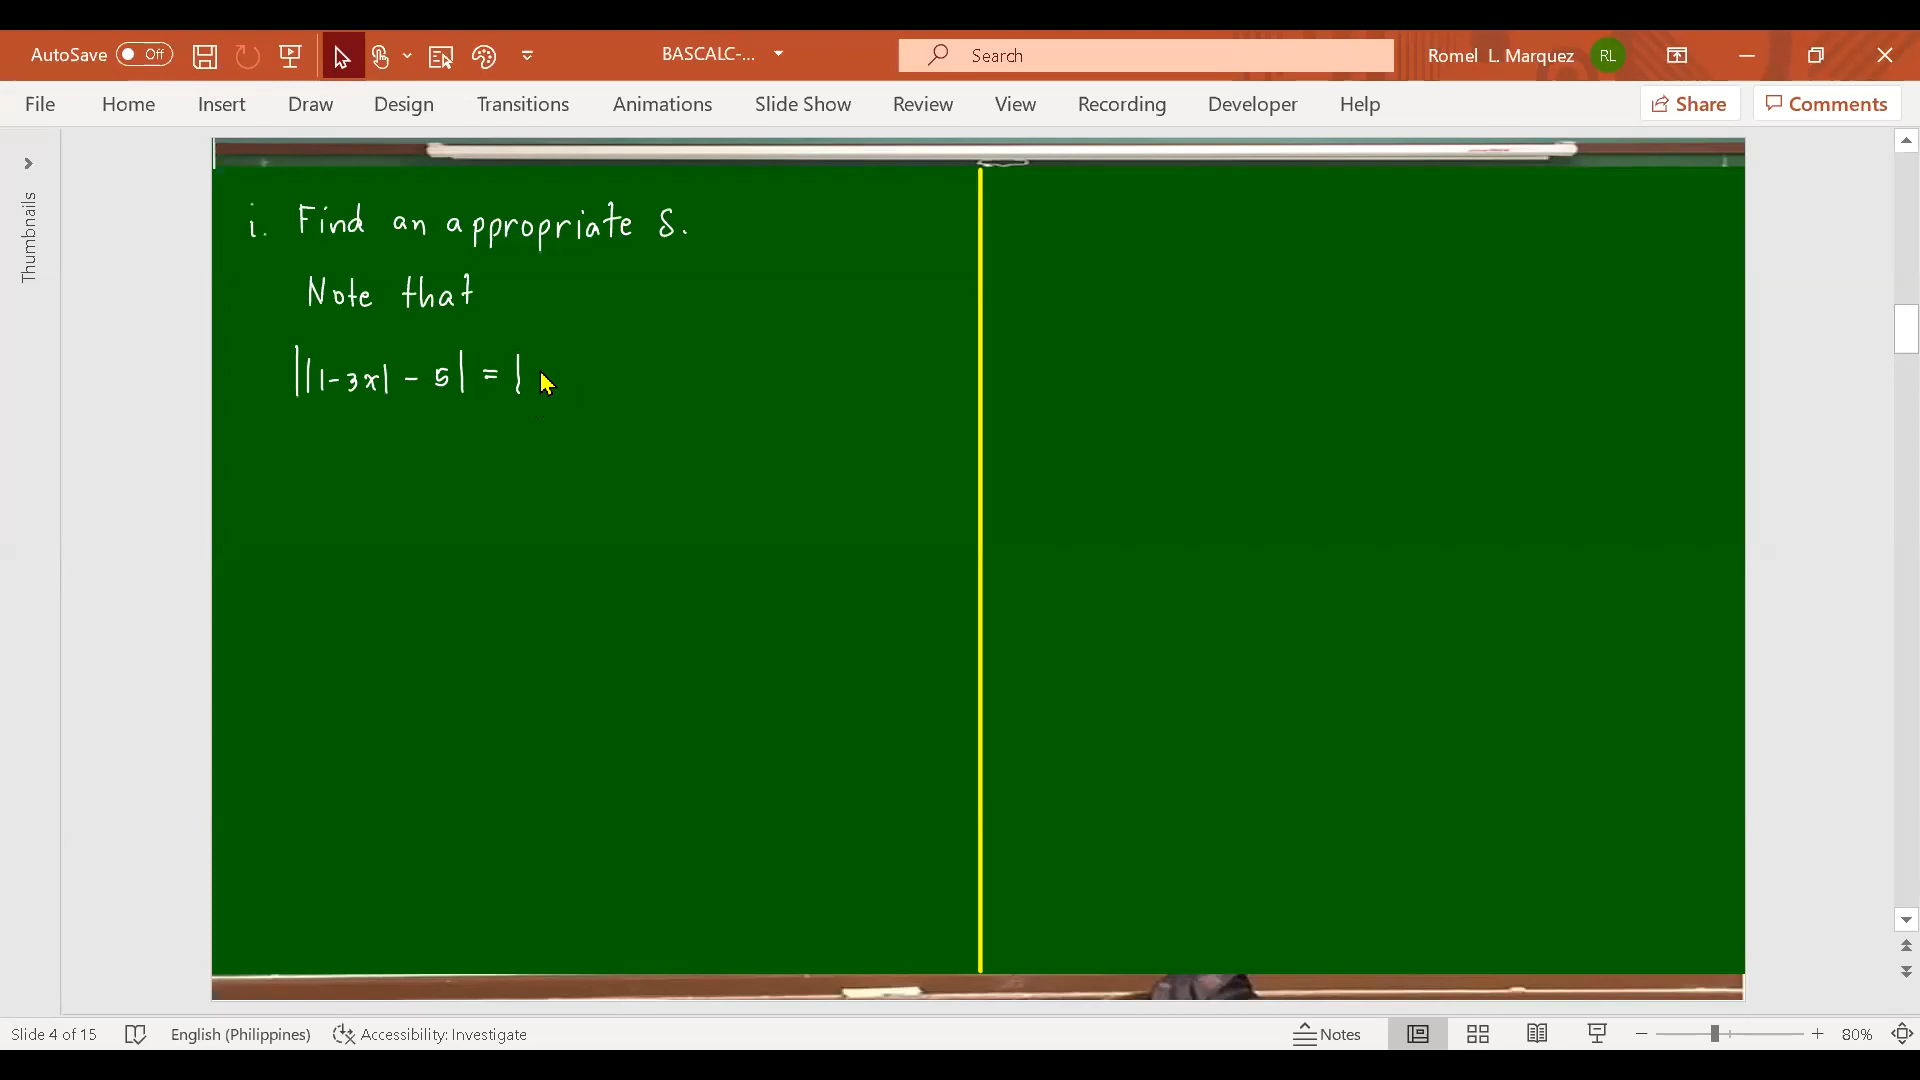 AutoSave Off BASCALC-... Search Romel L. Marquez RL
File Home Insert Draw Design Transitions Animations Slide Show Review View Recording Developer Help Share Comments
Thumbnails
i. Find an appropriate δ.
Note that
||1-3x| - 5| = |
Slide 4 of 15 English (Philippines) Accessibility: Investigate Notes 80%